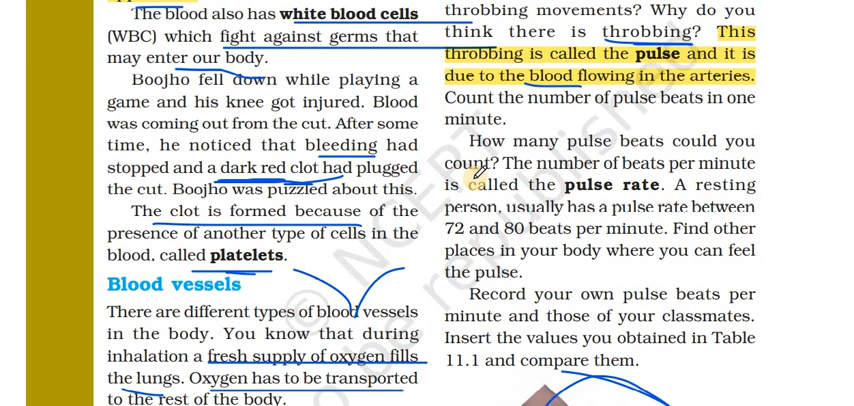 The blood also has white blood cells
(WBC) which fight against germs that
may enter our body.
Boojho fell down while playing a
game and his knee got injured. Blood
was coming out from the cut. After some
time, he noticed that bleeding had
stopped and a dark red clot had plugged
the cut. Boojho was puzzled about this.
The clot is formed because of the
presence of another type of cells in the
blood, called platelets.
Blood vessels
There are different types of blood vessels
in the body. You know that during
inhalation a fresh supply of oxygen fills
the lungs. Oxygen has to be transported
to the rest of the body.
throbbing movements? Why do you
think there is throbbing? This
throbbing is called the pulse and it is
due to the blood flowing in the arteries.
Count the number of pulse beats in one
minute.
How many pulse beats could you
count? The number of beats per minute
is called the pulse rate. A resting
person, usually has a pulse rate between
72 and 80 beats per minute. Find other
places in your body where you can feel
the pulse.
Record your own pulse beats per
minute and those of your classmates.
Insert the values you obtained in Table
11.1 and compare them.
© NCERT
to be republished